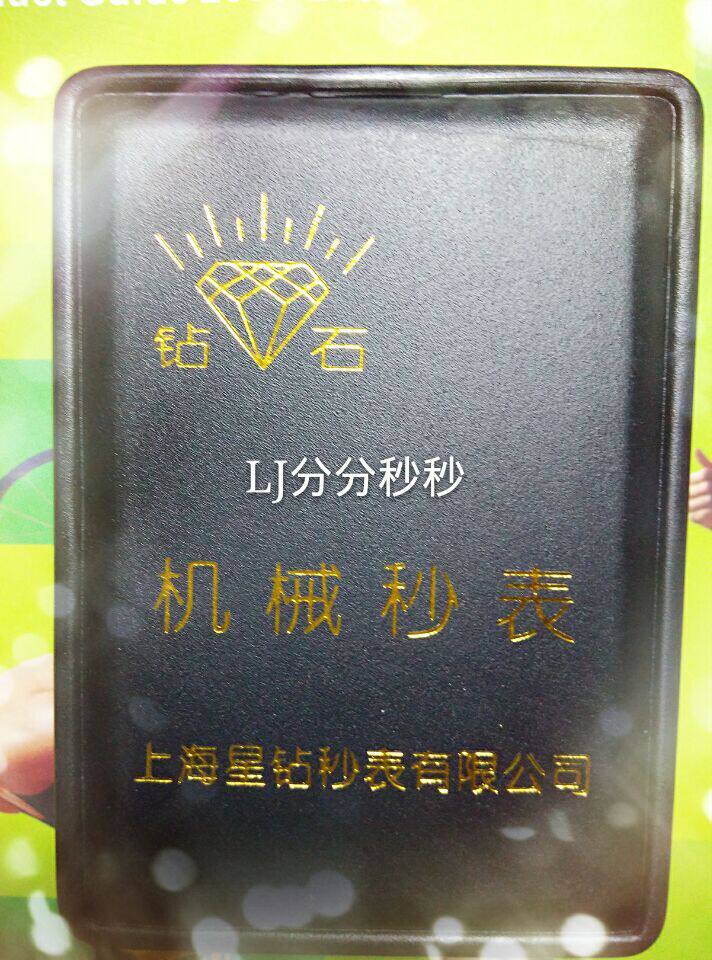 钻石
LJ分分秒秒
机械秒表
上海星钻秒表有限公司